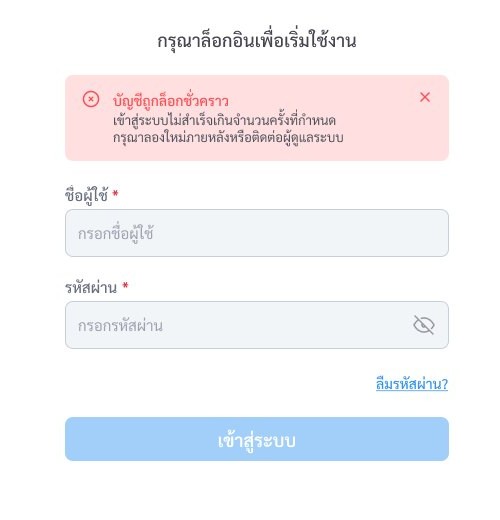 กรุณาล็อกอินเพื่อเริ่มใช้งาน
บัญชีถูกล็อกชั่วคราว
เข้าสู่ระบบไม่สำเร็จเกินจำนวนครั้งที่กำหนด
กรุณาลองใหม่ภายหลังหรือติดต่อผู้ดูแลระบบ
ชื่อผู้ใช้ *
กรอกชื่อผู้ใช้
รหัสผ่าน *
กรอกรหัสผ่าน
ลืมรหัสผ่าน?
เข้าสู่ระบบ